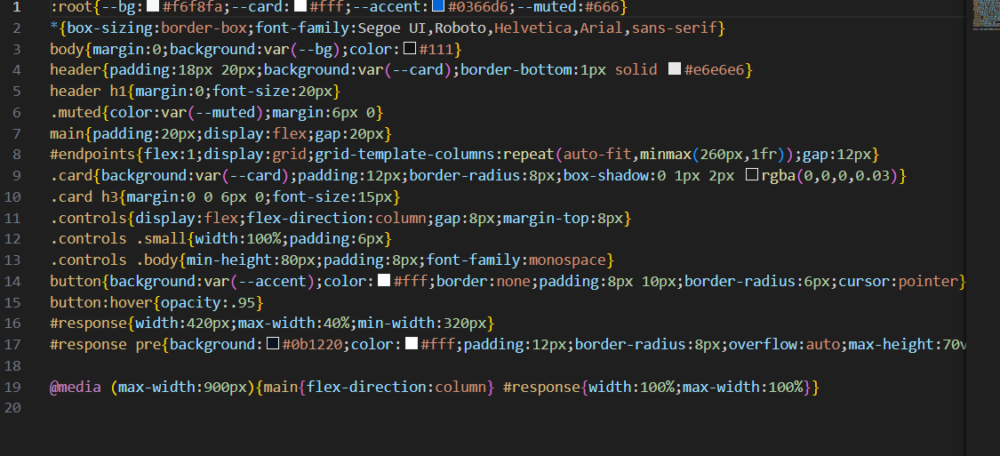 1 :root{--bg:#f6f8fa;--card:#fff;--accent:#0366d6;--muted:#666}
2 *{box-sizing:border-box;font-family:Segoe UI,Roboto,Helvetica,Arial,sans-serif}
3 body{margin:0;background:var(--bg);color:#111}
4 header{padding:18px 20px;background:var(--card);border-bottom:1px solid #e6e6e6}
5 header h1{margin:0;font-size:20px}
6 .muted{color:var(--muted);margin:6px 0}
7 main{padding:20px;display:flex;gap:20px}
8 #endpoints{flex:1;display:grid;grid-template-columns:repeat(auto-fit,minmax(260px,1fr));gap:12px}
9 .card{background:var(--card);padding:12px;border-radius:8px;box-shadow:0 1px 2px rgba(0,0,0,0.03)}
10 .card h3{margin:0 0 6px 0;font-size:15px}
11 .controls{display:flex;flex-direction:column;gap:8px;margin-top:8px}
12 .controls .small{width:100%;padding:6px}
13 .controls .body{min-height:80px;padding:8px;font-family:monospace}
14 button{background:var(--accent);color:#fff;border:none;padding:8px 10px;border-radius:6px;cursor:pointer}
15 button:hover{opacity:.95}
16 #response{width:420px;max-width:40%;min-width:320px}
17 #response pre{background:#0b1220;color:#fff;padding:12px;border-radius:8px;overflow:auto;max-height:70v
18
19 @media (max-width:900px){main{flex-direction:column} #response{width:100%;max-width:100%}}
20